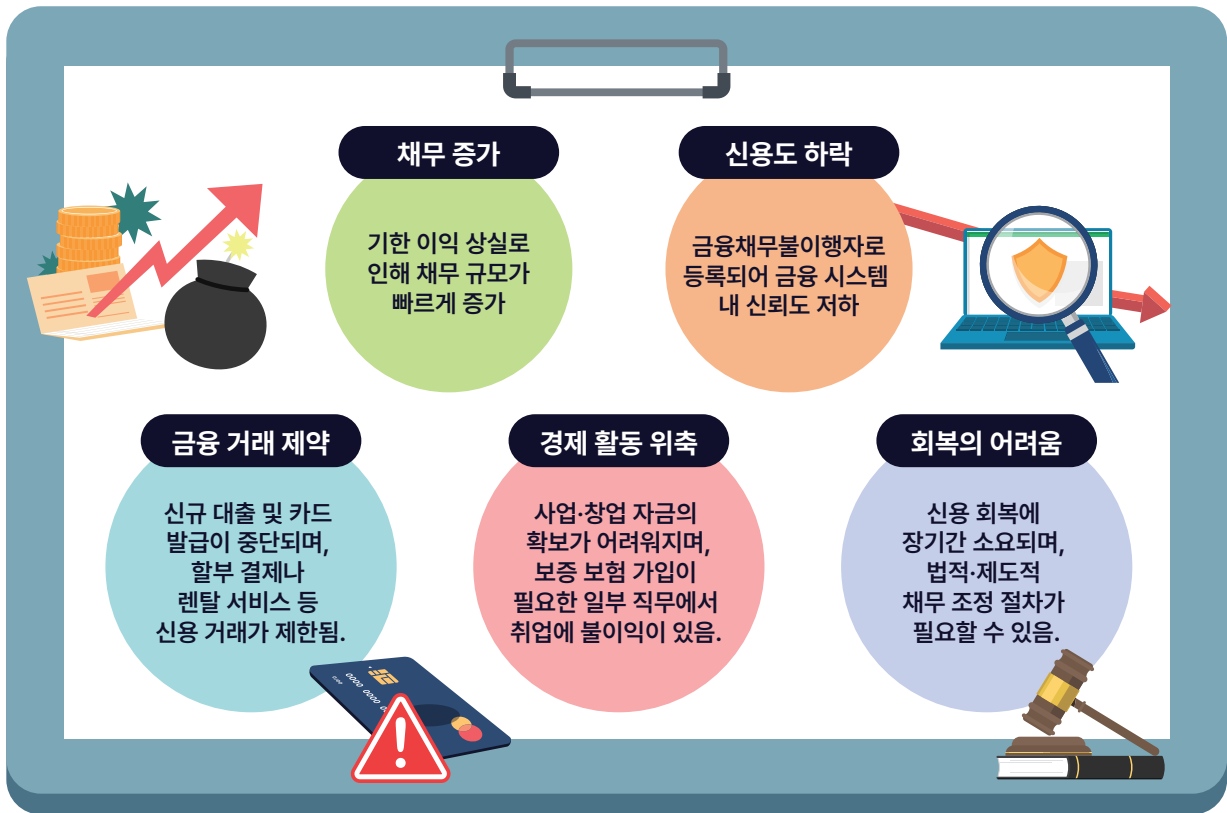 채무 증가
기한 이익 상실로
인해 채무 규모가
빠르게 증가
신용도 하락
금융채무불이행자로
등록되어 금융 시스템
내 신뢰도 저하
금융 거래 제약
신규 대출 및 카드
발급이 중단되며,
할부 결제나
렌탈 서비스 등
신용 거래가 제한됨.
경제 활동 위축
사업·창업 자금의
확보가 어려워지며,
보증 보험 가입이
필요한 일부 직무에서
취업에 불이익이 있음.
회복의 어려움
신용 회복에
장기간 소요되며,
법적·제도적
채무 조정 절차가
필요할 수 있음.
0000 0000